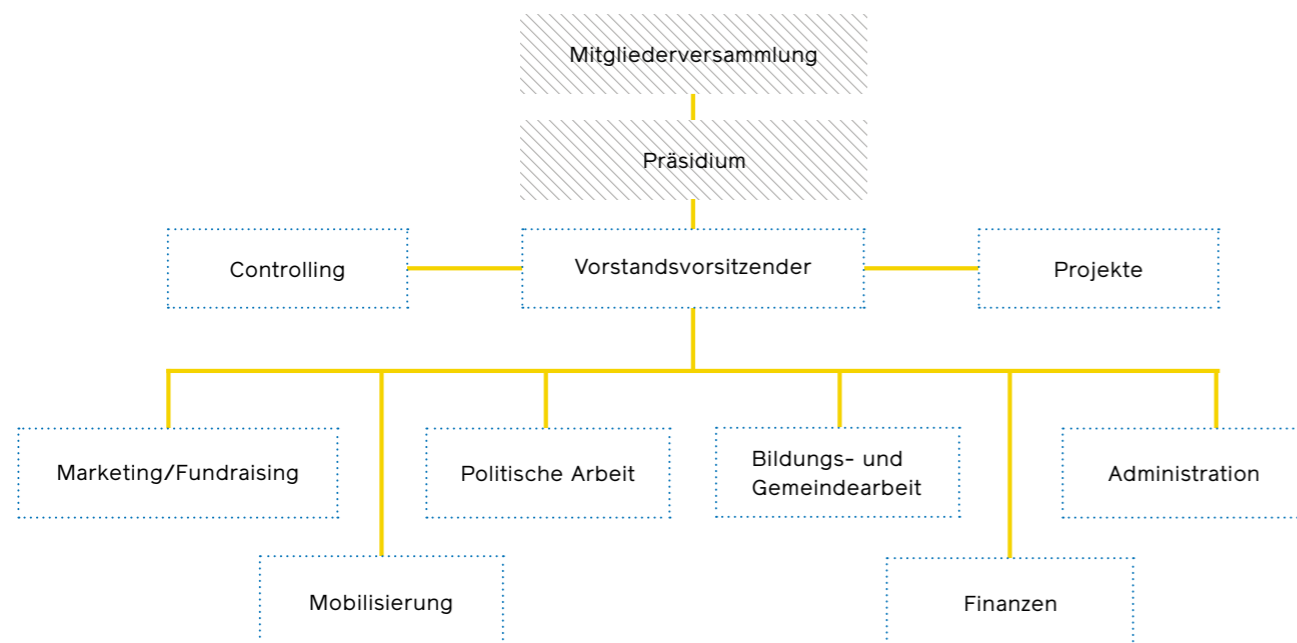 Mitgliederversammlung
Präsidium
Controlling
Vorstandsvorsitzender
Projekte
Marketing/Fundraising
Politische Arbeit
Bildungs- und
Gemeindearbeit
Administration
Mobilisierung
Finanzen